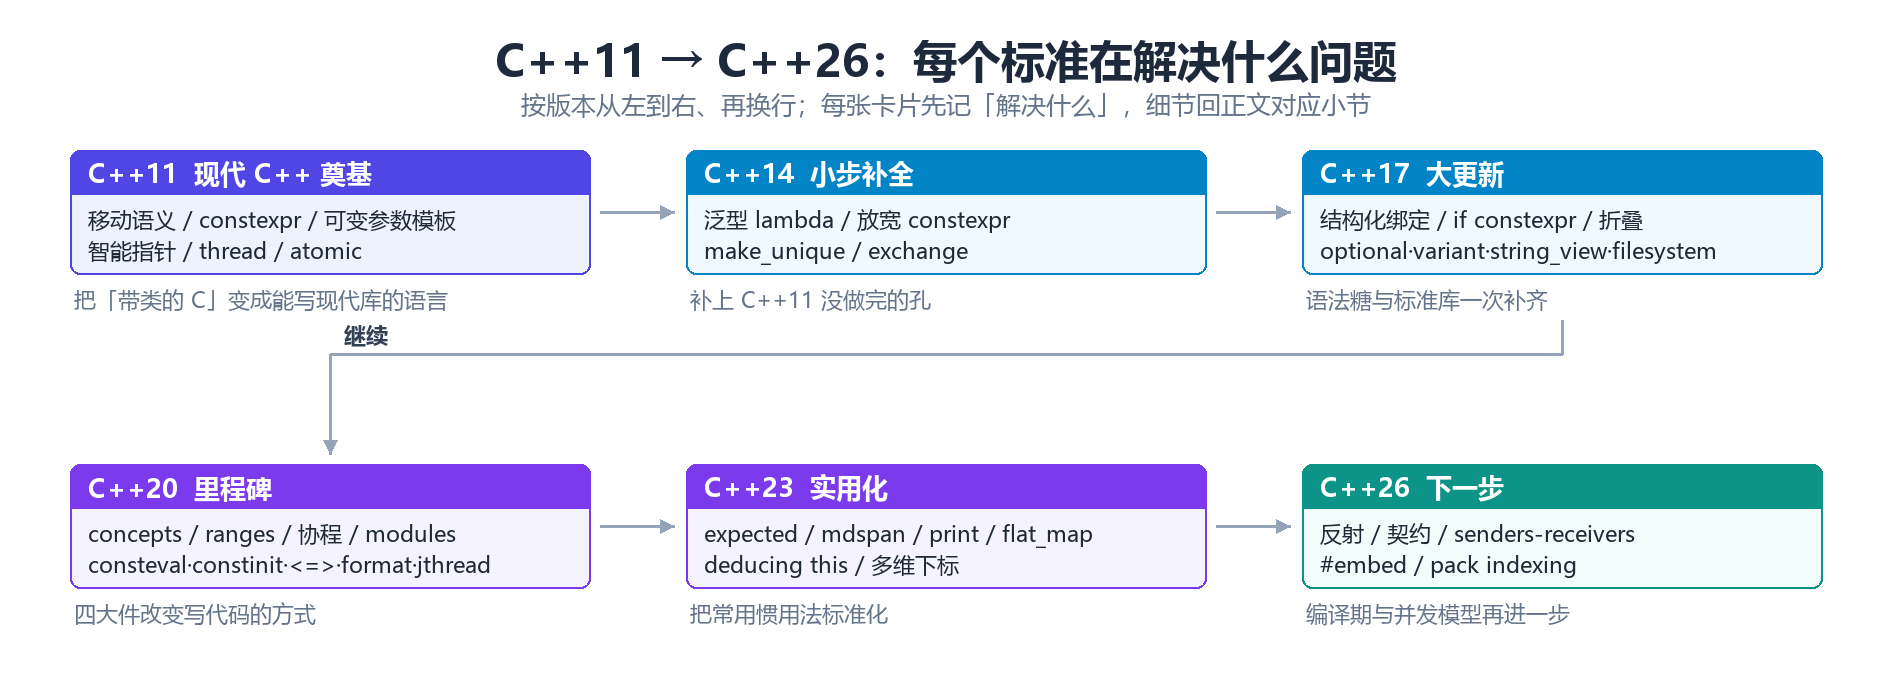 C++11 → C++26：每个标准在解决什么问题
按版本从左到右、再换行；每张卡片先记「解决什么」，细节回正文对应小节
C++11 现代 C++ 奠基
移动语义 / constexpr / 可变参数模板
智能指针 / thread / atomic
把「带类的 C」变成能写现代库的语言
C++14 小步补全
泛型 lambda / 放宽 constexpr
make_unique / exchange
补上 C++11 没做完的孔
C++17 大更新
结构化绑定 / if constexpr / 折叠
optional·variant·string_view·filesystem
语法糖与标准库一次补齐
继续
C++20 里程碑
concepts / ranges / 协程 / modules
consteval·constinit·<=>·format·jthread
四大件改变写代码的方式
C++23 实用化
expected / mdspan / print / flat_map
deducing this / 多维下标
把常用惯用法标准化
C++26 下一步
反射 / 契约 / senders-receivers
#embed / pack indexing
编译期与并发模型再进一步